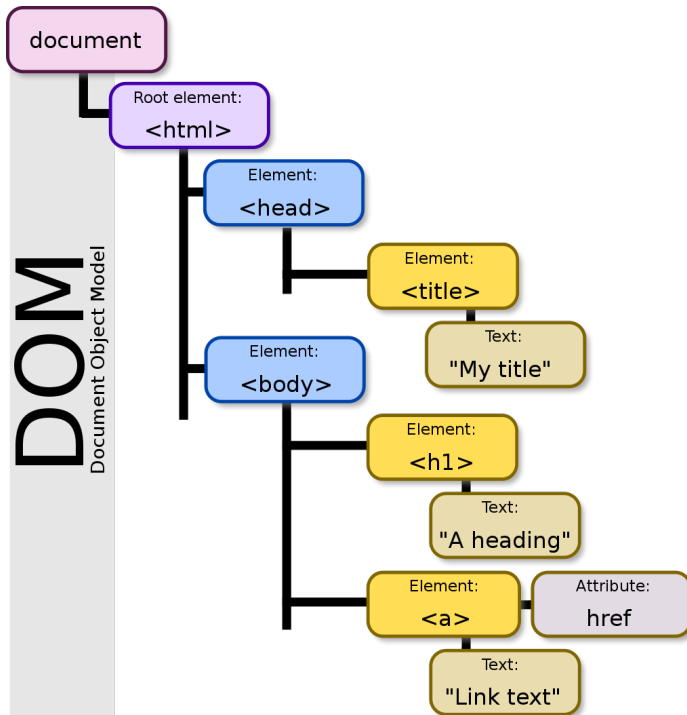 document
Root element:
<html>
Element:
<head>
Element:
<title>
Text:
"My title"
Element:
<body>
Element:
<h1>
Text:
"A heading"
Element:
<a>
Attribute:
href
Text:
"Link text"
DOM
Document Object Model